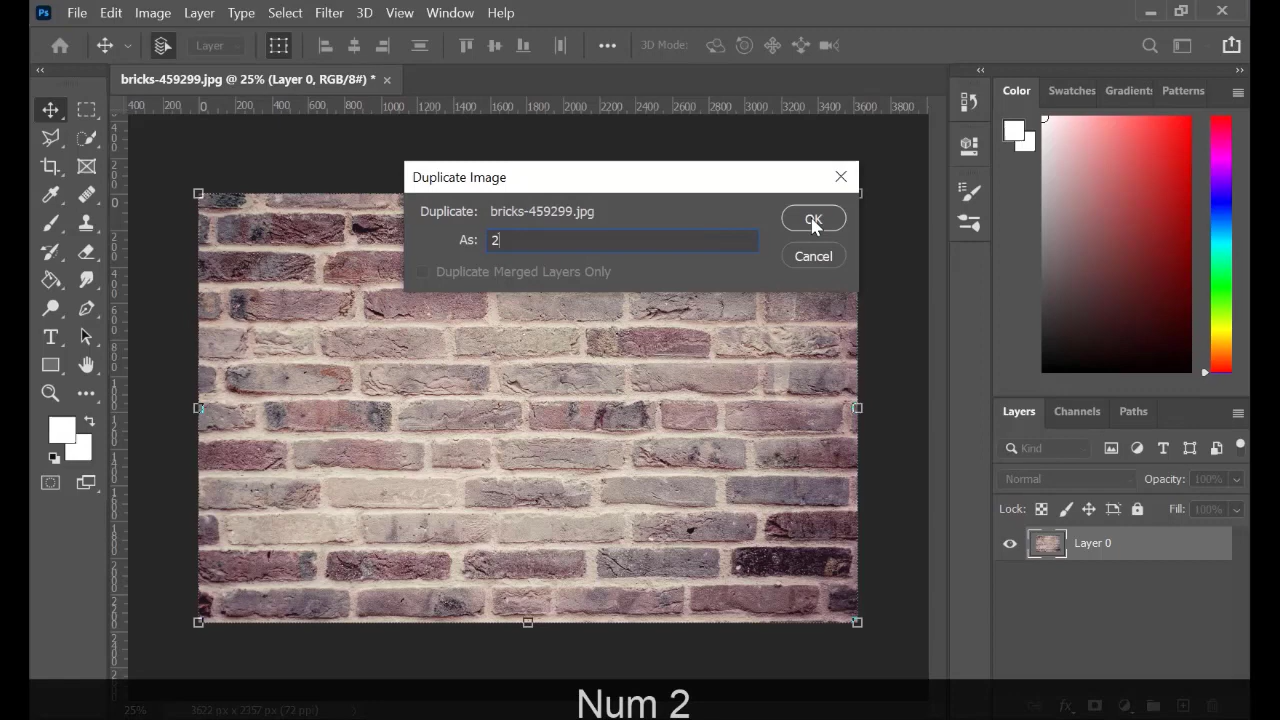 Ps File Edit Image Layer Type Select Filter 3D View Window Help
Layer 3D Mode:
bricks-459299.jpg @ 25% (Layer 0, RGB/8#) *
400 200 0 200 400 600 800 1000 1200 1400 1600 1800 2000 2200 2400 2600 2800 3000 3200 3400 3600 3800
Color Swatches Gradients Patterns
Duplicate Image
Duplicate: bricks-459299.jpg
OK
As: 2
Cancel
Duplicate Merged Layers Only
Layers Channels Paths
Kind
Normal Opacity: 100%
Lock: Fill: 100%
Layer 0
Num 2
25% 3622 px x 2357 px (72 ppi)